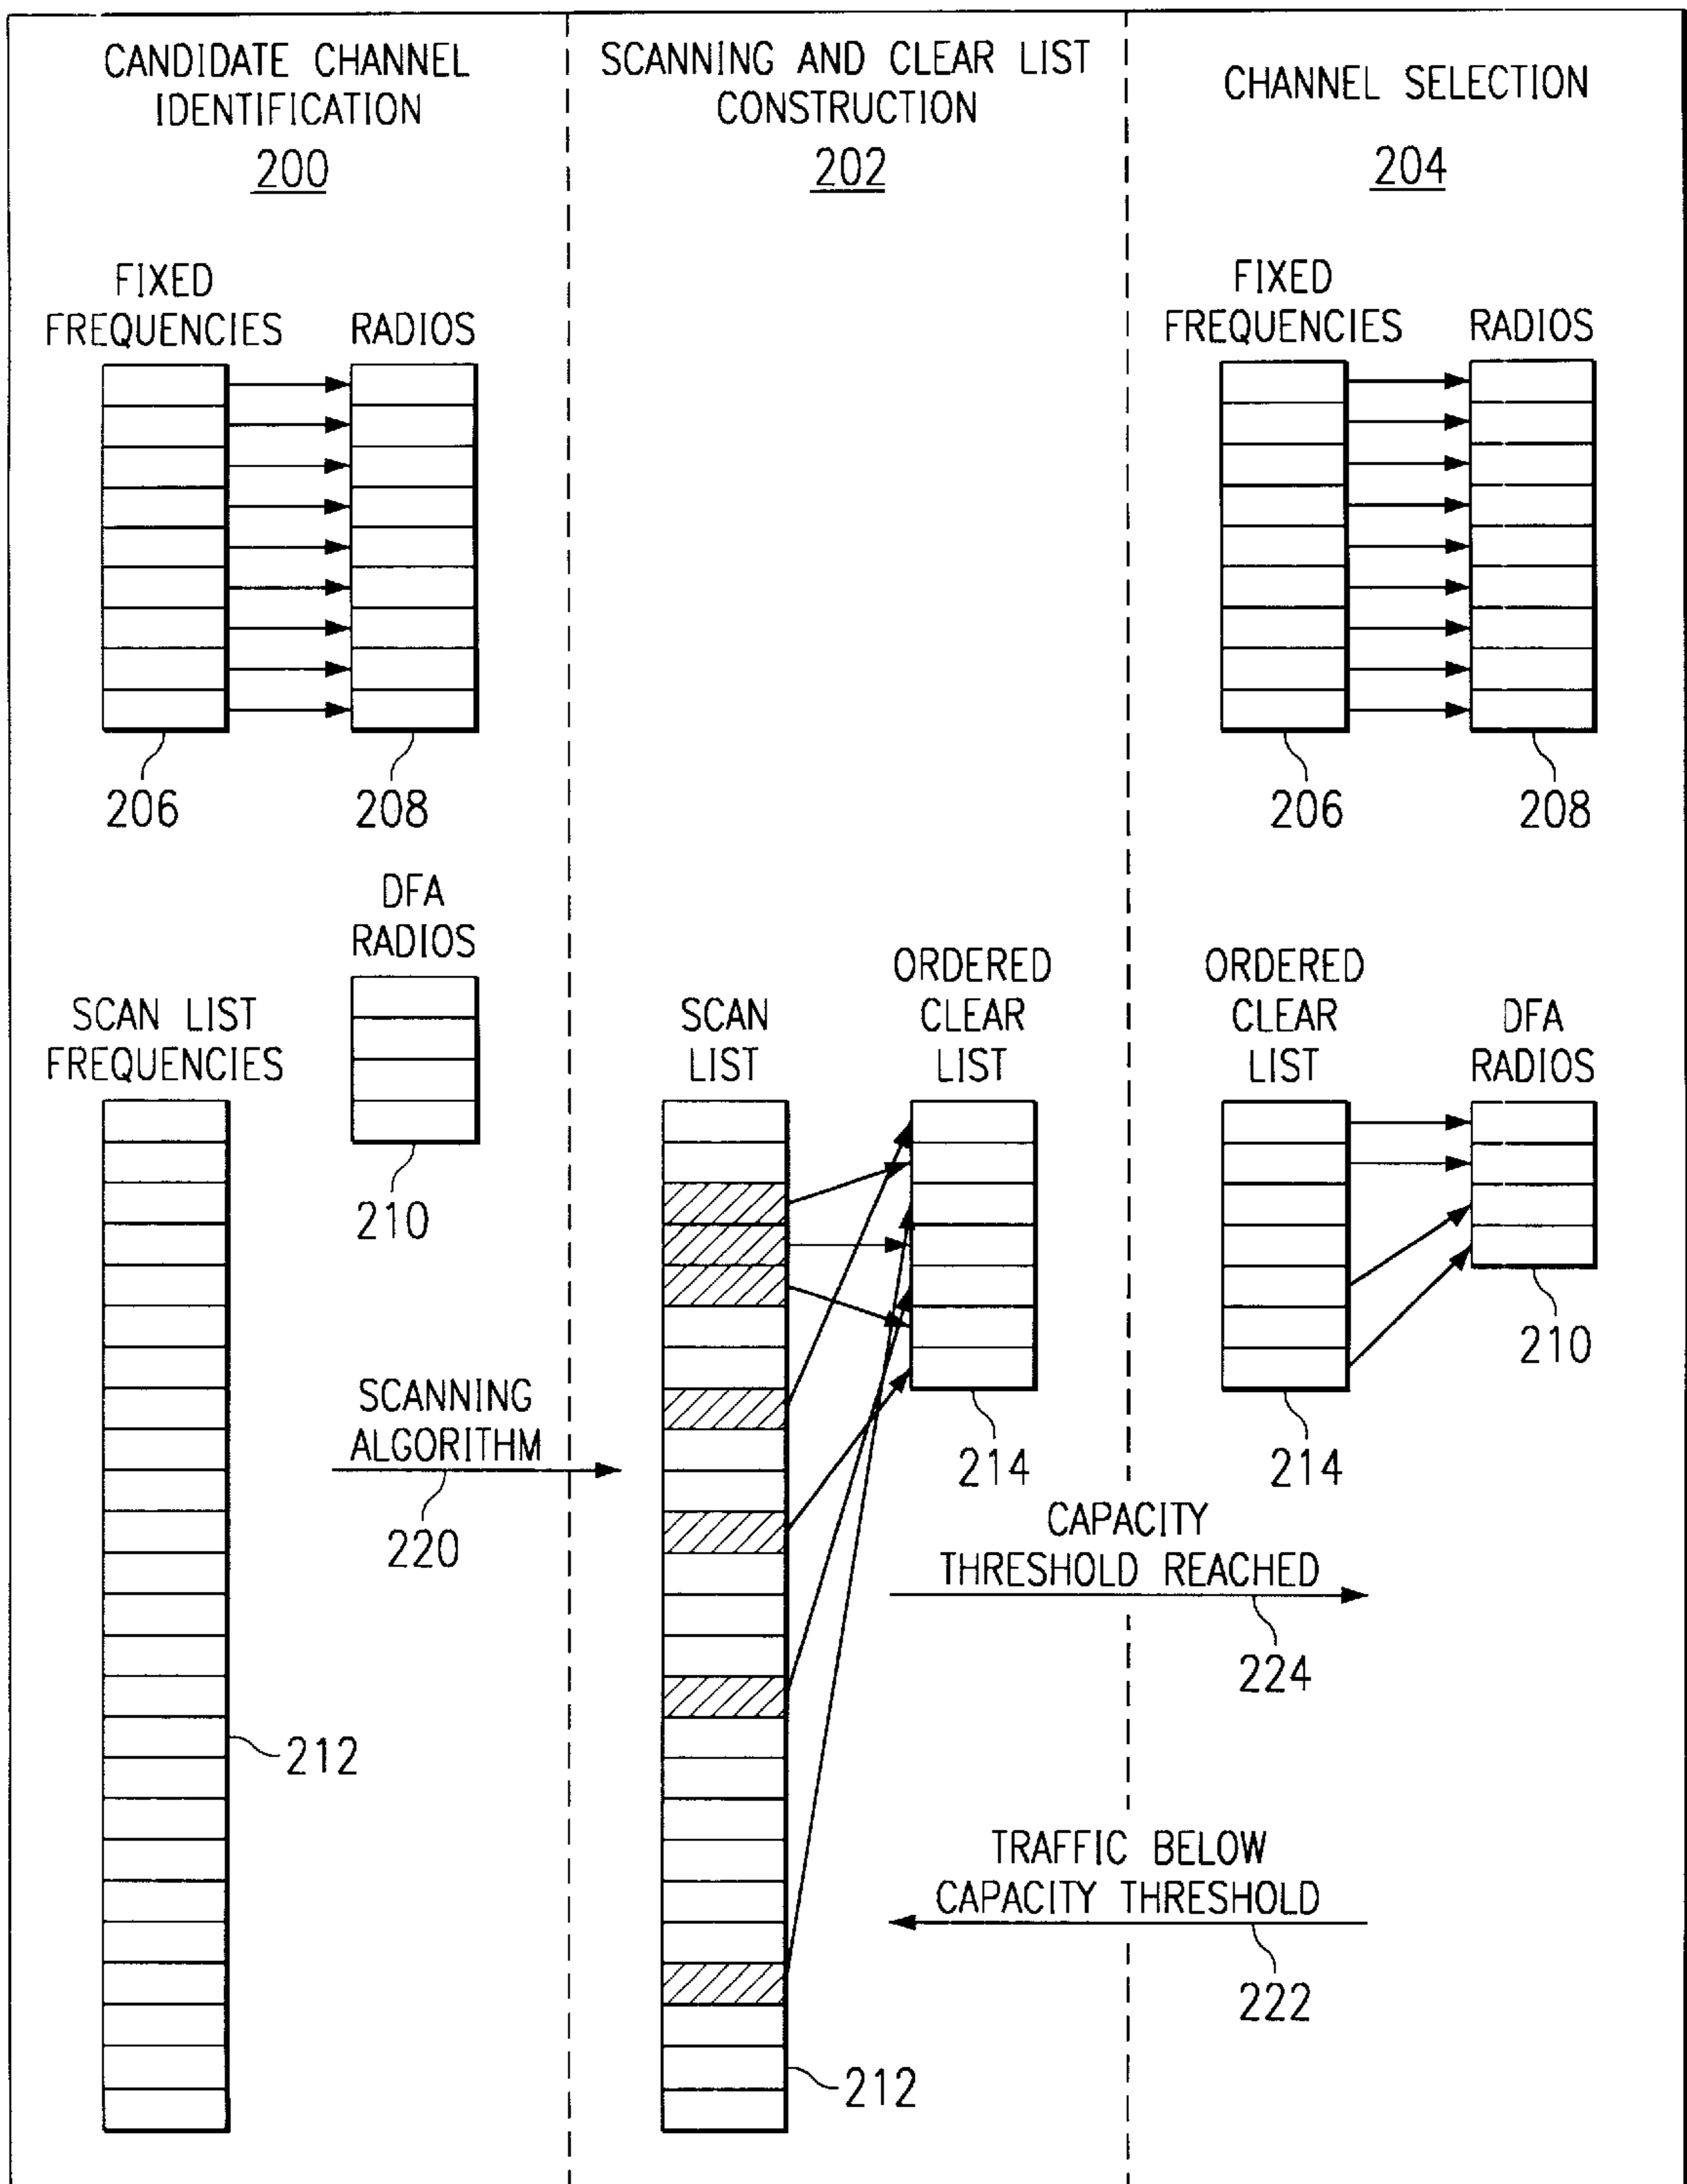 CANDIDATE CHANNEL
IDENTIFICATION
200
SCANNING AND CLEAR LIST
CONSTRUCTION
202
CHANNEL SELECTION
204
FIXED
FREQUENCIES
RADIOS
206
208
FIXED
FREQUENCIES
RADIOS
206
208
DFA
RADIOS
210
SCAN LIST
FREQUENCIES
212
SCANNING
ALGORITHM
220
SCAN
LIST
212
ORDERED
CLEAR
LIST
214
ORDERED
CLEAR
LIST
214
DFA
RADIOS
210
CAPACITY
THRESHOLD REACHED
224
TRAFFIC BELOW
CAPACITY THRESHOLD
222